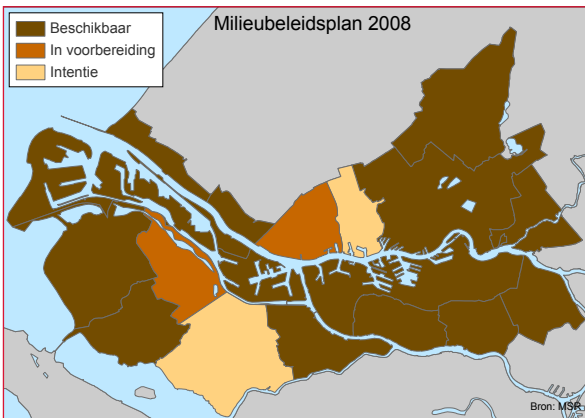 Milieubeleidsplan 2008
Beschikbaar
In voorbereiding
Intentie
Bron: MSR